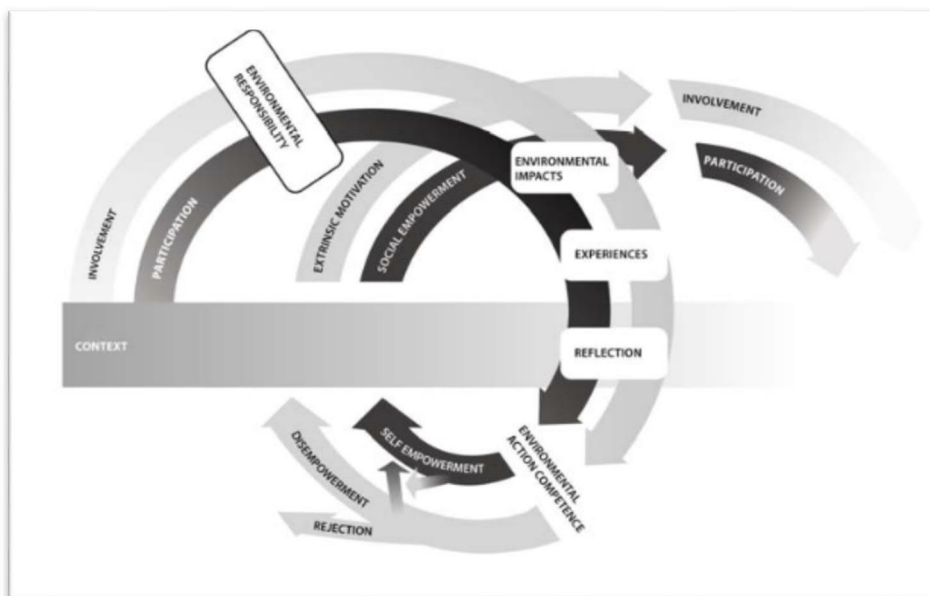 ENVIRONMENTAL
RESPONSIBILITY
INVOLVEMENT
PARTICIPATION
EXTRINSIC MOTIVATION
SOCIAL EMPOWERMENT
ENVIRONMENTAL
IMPACTS
INVOLVEMENT
PARTICIPATION
EXPERIENCES
CONTEXT
REFLECTION
DISEMPOWERMENT
SELF EMPOWERMENT
ENVIRONMENTAL
ACTION COMPETENCE
REJECTION